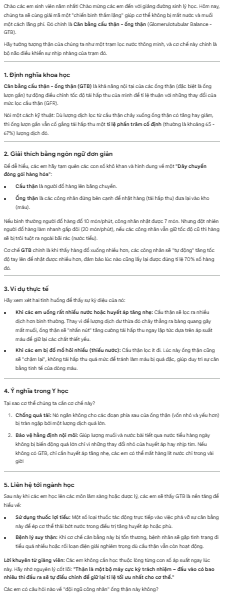 Chào các em sinh viên năm nhất! Chào mừng các em đến với giảng đường sinh lý học. Hôm nay,
chúng ta sẽ cùng giải mã một "chiến binh thầm lặng" giúp cơ thể không bị mất nước và muối
một cách lãng phí. Đó chính là Cân bằng cầu thận - ống thận (Glomerulotubular Balance -
GTB).
Hãy tưởng tượng thận của chúng ta như một trạm lọc nước thông minh, và cơ chế này chính là
bộ não điều khiển sự nhịp nhàng của trạm đó.
1. Định nghĩa khoa học
Cân bằng cầu thận - ống thận (GTB) là khả năng nội tại của các ống thận (đặc biệt là ống
lượn gần) tự động điều chỉnh tốc độ tái hấp thu của mình để tỉ lệ thuận với những thay đổi của
mức lọc cầu thận (GFR).
Nói một cách kỹ thuật: Dù lượng dịch lọc từ cầu thận chảy xuống ống thận có tăng hay giảm,
thì ống lượn gần vẫn cố gắng tái hấp thu một tỉ lệ phần trăm cố định (thường là khoảng 65 -
67%) lượng dịch đó.
2. Giải thích bằng ngôn ngữ đơn giản
Để dễ hiểu, các em hãy tạm quên các con số khô khan và hình dung về một "Dây chuyền
đóng gói hàng hóa":
• Cầu thận là người đổ hàng lên băng chuyền.
• Ống thận là các công nhân đứng bên cạnh để nhặt hàng (tái hấp thu) đưa lại vào kho
(máu).
Nếu bình thường người đổ hàng đổ 10 món/phút, công nhân nhặt được 7 món. Nhưng đột nhiên
người đổ hàng làm nhanh gấp đôi (20 món/phút), nếu các công nhân vẫn giữ tốc độ cũ thì hàng
sẽ bị trôi tuột ra ngoài bãi rác (nước tiểu).
Cơ chế GTB chính là khi thấy hàng đổ xuống nhiều hơn, các công nhân sẽ "tự động" tăng tốc
độ tay lên để nhặt được nhiều hơn, đảm bảo lúc nào cũng lấy lại được đúng tỉ lệ 70% số hàng
đó.
3. Ví dụ thực tế
Hãy xem xét hai tình huống để thấy sự kỳ diệu của nó:
• Khi các em uống rất nhiều nước hoặc huyết áp tăng nhẹ: Cầu thận sẽ lọc ra nhiều
dịch hơn bình thường. Thay vì để lượng dịch dư thừa đó chảy thẳng ra bàng quang gây
mất muối, ống thận sẽ "nhấn nút" tăng cường tái hấp thu ngay lập tức dựa trên áp suất
máu để giữ lại các chất thiết yếu.
• Khi các em bị đổ mồ hôi nhiều (thiếu nước): Cầu thận lọc ít đi. Lúc này ống thận cũng
sẽ "chậm lại", không tái hấp thu quá mức để tránh làm máu bị quá đặc, giúp duy trì sự cân
bằng tinh tế của dòng máu.
4. Ý nghĩa trong Y học
Tại sao cơ thể chúng ta cần cơ chế này?
1. Chống quá tải: Nó ngăn không cho các đoạn phía sau của ống thận (vốn nhỏ và yếu hơn)
bị tràn ngập bởi một lượng dịch quá lớn.
2. Bảo vệ hằng định nội môi: Giúp lượng muối và nước bài tiết qua nước tiểu hàng ngày
không bị biến động quá lớn chỉ vì những thay đổi nhỏ của huyết áp hay nhịp tim. Nếu
không có GTB, chỉ cần huyết áp tăng nhẹ, các em có thể mất hàng lít nước chỉ trong vài
giờ!
5. Liên hệ tới ngành học
Sau này khi các em học lên các môn lâm sàng hoặc dược lý, các em sẽ thấy GTB là nền tảng để
hiểu về:
• Sử dụng thuốc lợi tiểu: Một số loại thuốc tác động trực tiếp vào việc phá vỡ sự cân bằng
này để ép cơ thể thải bớt nước trong điều trị tăng huyết áp hoặc phù.
• Bệnh lý suy thận: Khi cơ chế cân bằng này bị tổn thương, bệnh nhân sẽ gặp tình trạng đi
tiểu quá nhiều hoặc rối loạn điện giải nghiêm trọng dù cầu thận vẫn còn hoạt động.
Lời khuyên từ giảng viên: Các em không cần học thuộc lòng từng con số áp suất ngay lúc
này. Hãy nhớ nguyên lý cốt lõi: "Thận là một bộ máy cực kỳ trách nhiệm – đầu vào có bao
nhiêu thì đầu ra sẽ tự điều chỉnh để giữ lại tỉ lệ tối ưu nhất cho cơ thể."
Các em có câu hỏi nào về "đội ngũ công nhân" ống thận này không?